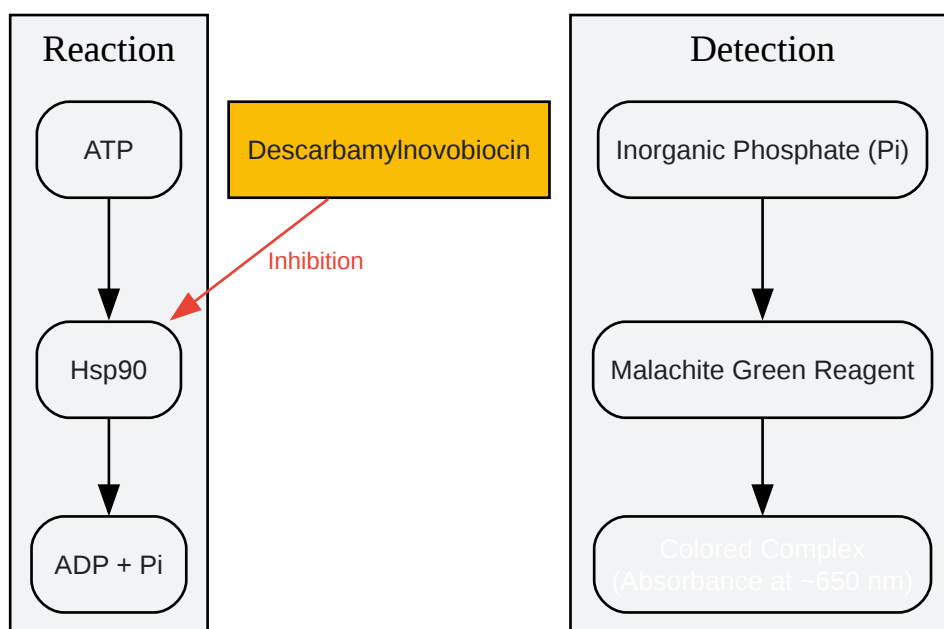 Reaction
Detection
ATP
Descarbamylnovobiocin
Inorganic Phosphate (Pi)
Inhibition
Hsp90
Malachite Green Reagent
ADP + Pi
Colored Complex
(Absorbance at ~650 nm)